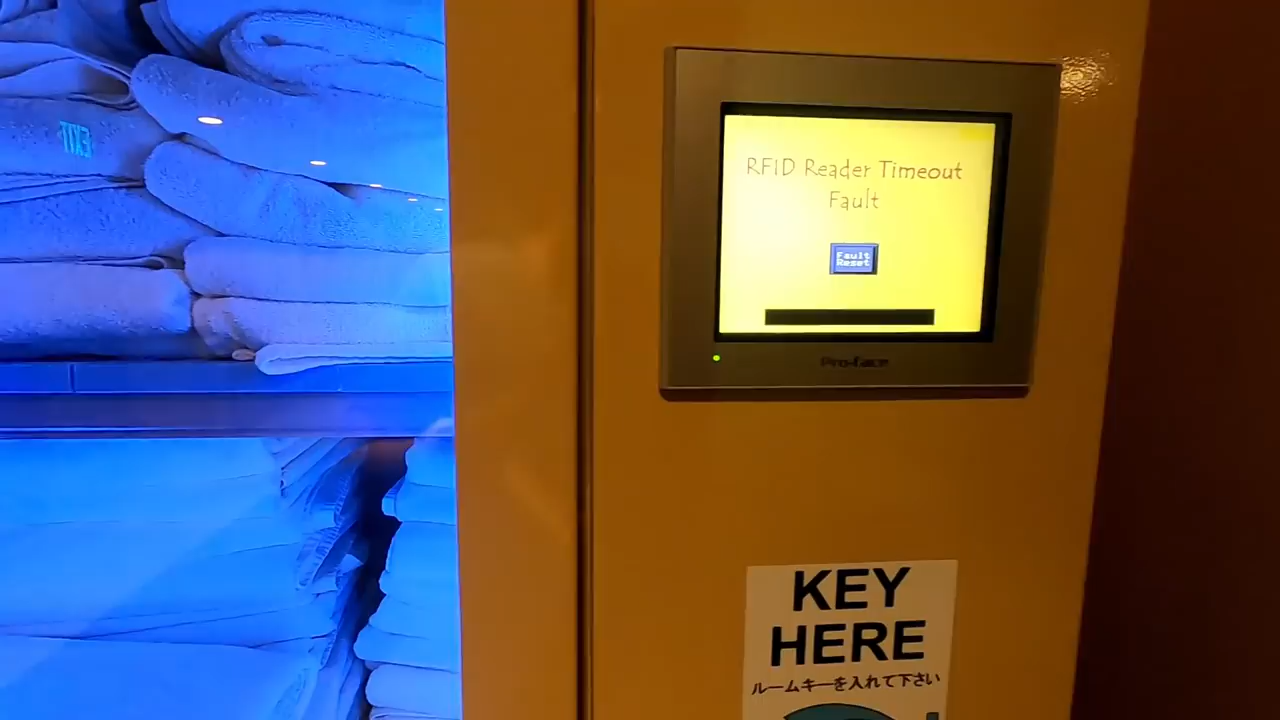 RFID Reader Timeout
Fault
Fault
Reset
Pro-face
KEY
HERE
ルームキーを入れて下さい
EXIT